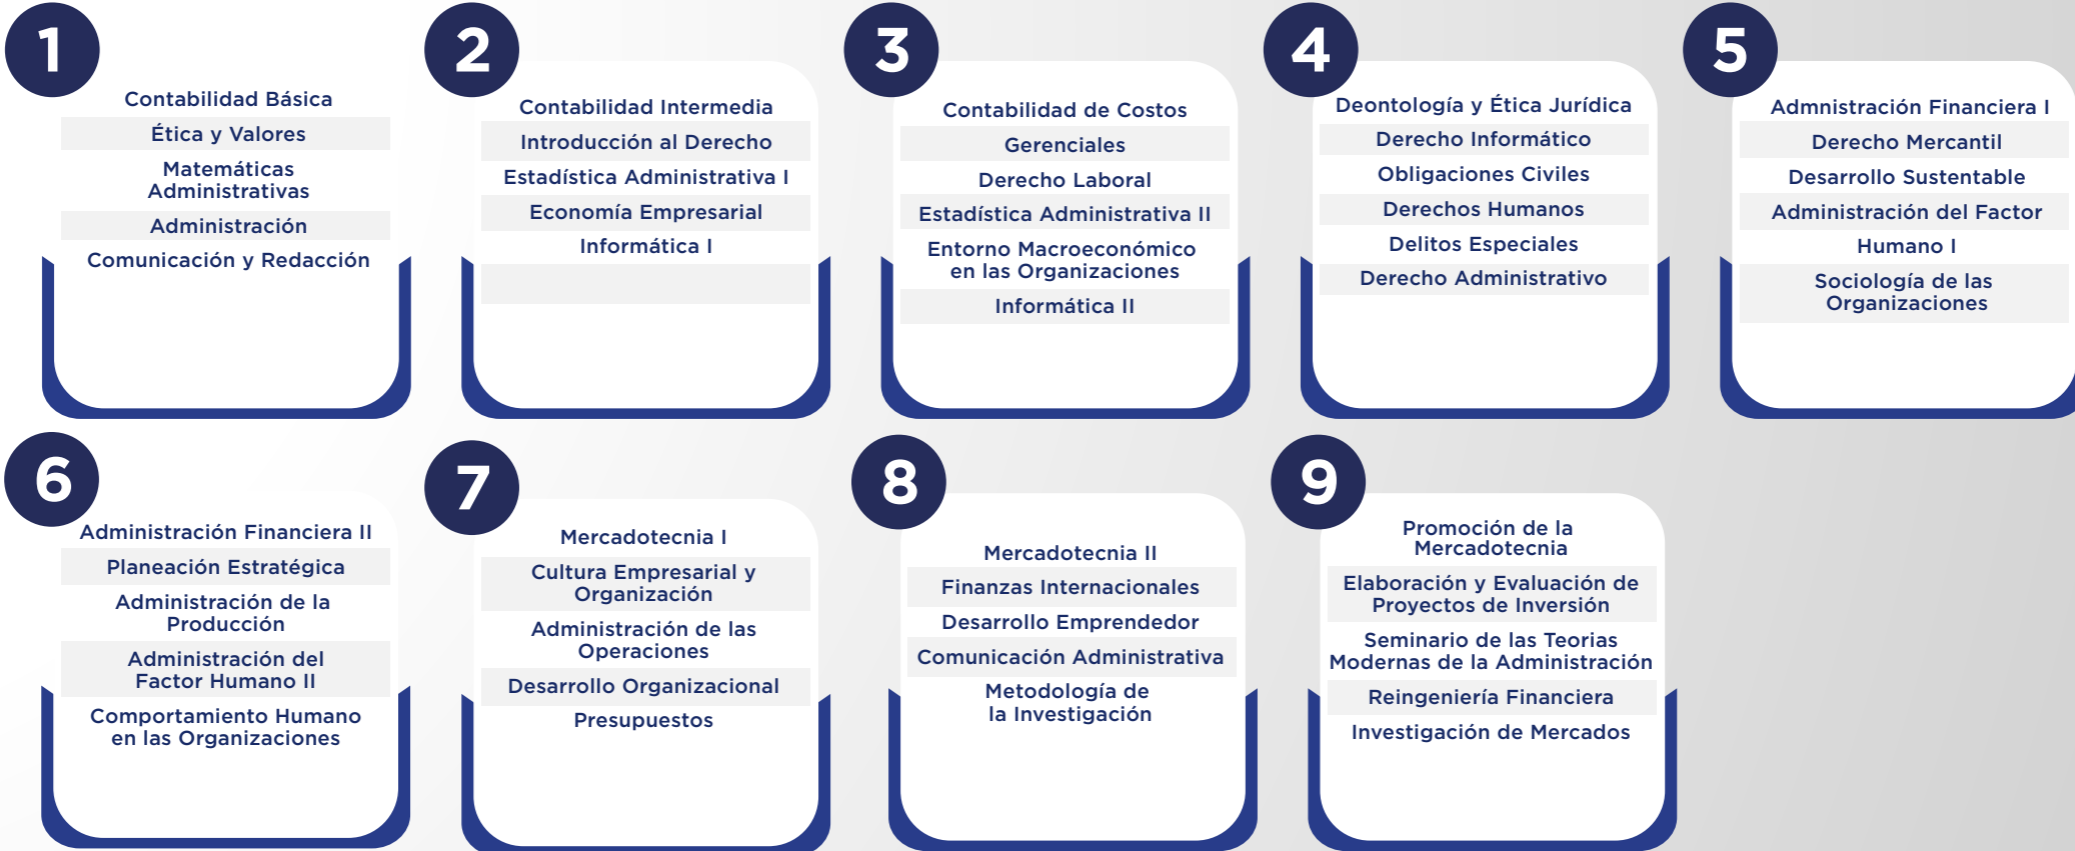 1
Contabilidad Básica
Ética y Valores
Matemáticas
Administrativas
Administración
Comunicación y Redacción
2
Contabilidad Intermedia
Introducción al Derecho
Estadística Administrativa I
Economía Empresarial
Informática I
3
Contabilidad de Costos
Gerenciales
Derecho Laboral
Estadística Administrativa II
Entorno Macroeconómico
en las Organizaciones
Informática II
4
Deontología y Ética Jurídica
Derecho Informático
Obligaciones Civiles
Derechos Humanos
Delitos Especiales
Derecho Administrativo
5
Admnistración Financiera I
Derecho Mercantil
Desarrollo Sustentable
Administración del Factor
Humano I
Sociología de las
Organizaciones
6
Administración Financiera II
Planeación Estratégica
Administración de la
Producción
Administración del
Factor Humano II
Comportamiento Humano
en las Organizaciones
7
Mercadotecnia I
Cultura Empresarial y
Organización
Administración de las
Operaciones
Desarrollo Organizacional
Presupuestos
8
Mercadotecnia II
Finanzas Internacionales
Desarrollo Emprendedor
Comunicación Administrativa
Metodología de
la Investigación
9
Promoción de la
Mercadotecnia
Elaboración y Evaluación de
Proyectos de Inversión
Seminario de las Teorias
Modernas de la Administración
Reingeniería Financiera
Investigación de Mercados